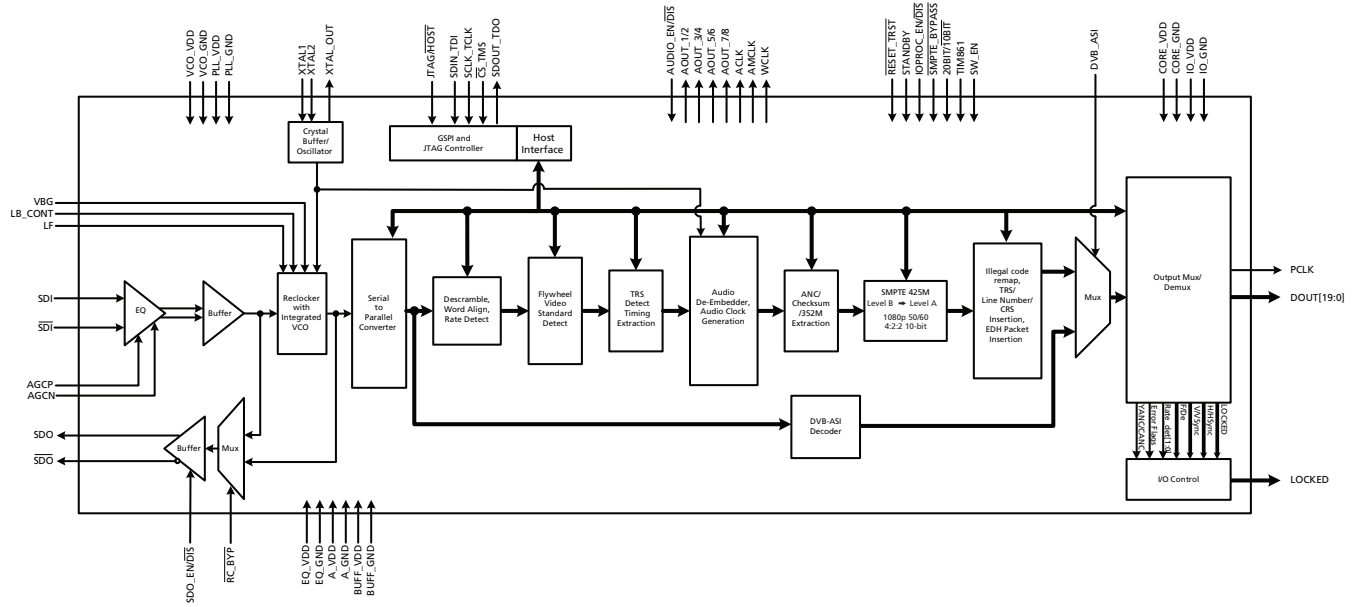 VCO_VDD
VCO_GND
PLL_VDD
PLL_GND
XTAL1
XTAL2
XTAL_OUT
JTAG/HOST
SDIN_TDI
SCLK_TCLK
CS_TMS
SDOUT_TDO
AUDIO_EN/DIS
AOUT_1/2
AOUT_3/4
AOUT_5/6
AOUT_7/8
ACLK
AMCLK
WCLK
RESET_TRST
STANDBY
IOPROC_EN/DIS
SMPTE_BYPASS
20BIT/10BIT
TIM861
SW_EN
DVB_ASI
CORE_VDD
CORE_GND
IO_VDD
IO_GND
Crystal
Buffer/
Oscillator
GSPI and
JTAG Controller
Host
Interface
VBG
LB_CONT
LF
SDI
SDI
EQ
Buffer
Reclocker
with
Integrated
VCO
Serial
to
Parallel
Converter
Descramble,
Word Align,
Rate Detect
Flywheel
Video
Standard
Detect
TRS
Detect
Timing
Extraction
Audio
De-Embedder,
Audio Clock
Generation
ANC/
Checksum
/352M
Extraction
SMPTE 425M
Level B → Level A
1080p 50/60
4:2:2 10-bit
Illegal code
remap,
TRS/
Line Number/
CRS
Insertion,
EDH Packet
Insertion
Mux
Output Mux/
Demux
PCLK
DOUT[19:0]
AGCP
AGCN
SDO
SDO
Buffer
Mux
DVB-ASI
Decoder
YANC/CANC
Error Flags
Rate_det[1:0]
F/De
V/VSync
H/HSync
LOCKED
I/O Control
LOCKED
SDO_EN/DIS
RC_BYP
EQ_VDD
EQ_GND
A_VDD
A_GND
BUFF_VDD
BUFF_GND